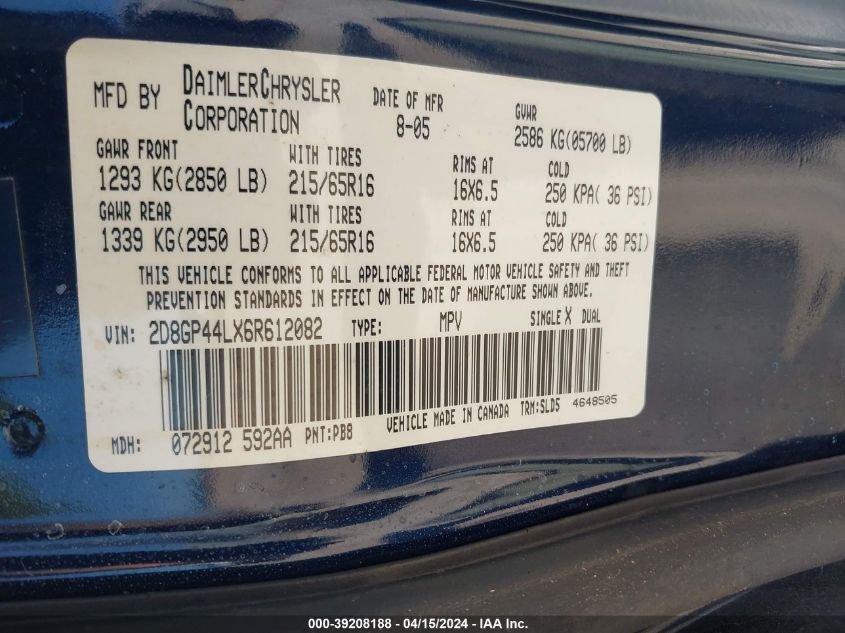 MFD BY DAIMLERCHRYSLER CORPORATION DATE OF MFR 8-05 GVWR 2586 KG(05700 LB)
GAWR FRONT WITH TIRES RIMS AT COLD
1293 KG(2850 LB) 215/65R16 16X6.5 250 KPA( 36 PSI)
GAWR REAR WITH TIRES RIMS AT COLD
1339 KG(2950 LB) 215/65R16 16X6.5 250 KPA( 36 PSI)
THIS VEHICLE CONFORMS TO ALL APPLICABLE FEDERAL MOTOR VEHICLE SAFETY AND THEFT
PREVENTION STANDARDS IN EFFECT ON THE DATE OF MANUFACTURE SHOWN ABOVE.
VIN: 2D8GP44LX6R612082 TYPE: MPV SINGLE X DUAL
MDH: 072912 592AA PNT:PB8 VEHICLE MADE IN CANADA TRM:SLD5 4648505
000-39208188 - 04/15/2024 - IAA Inc.